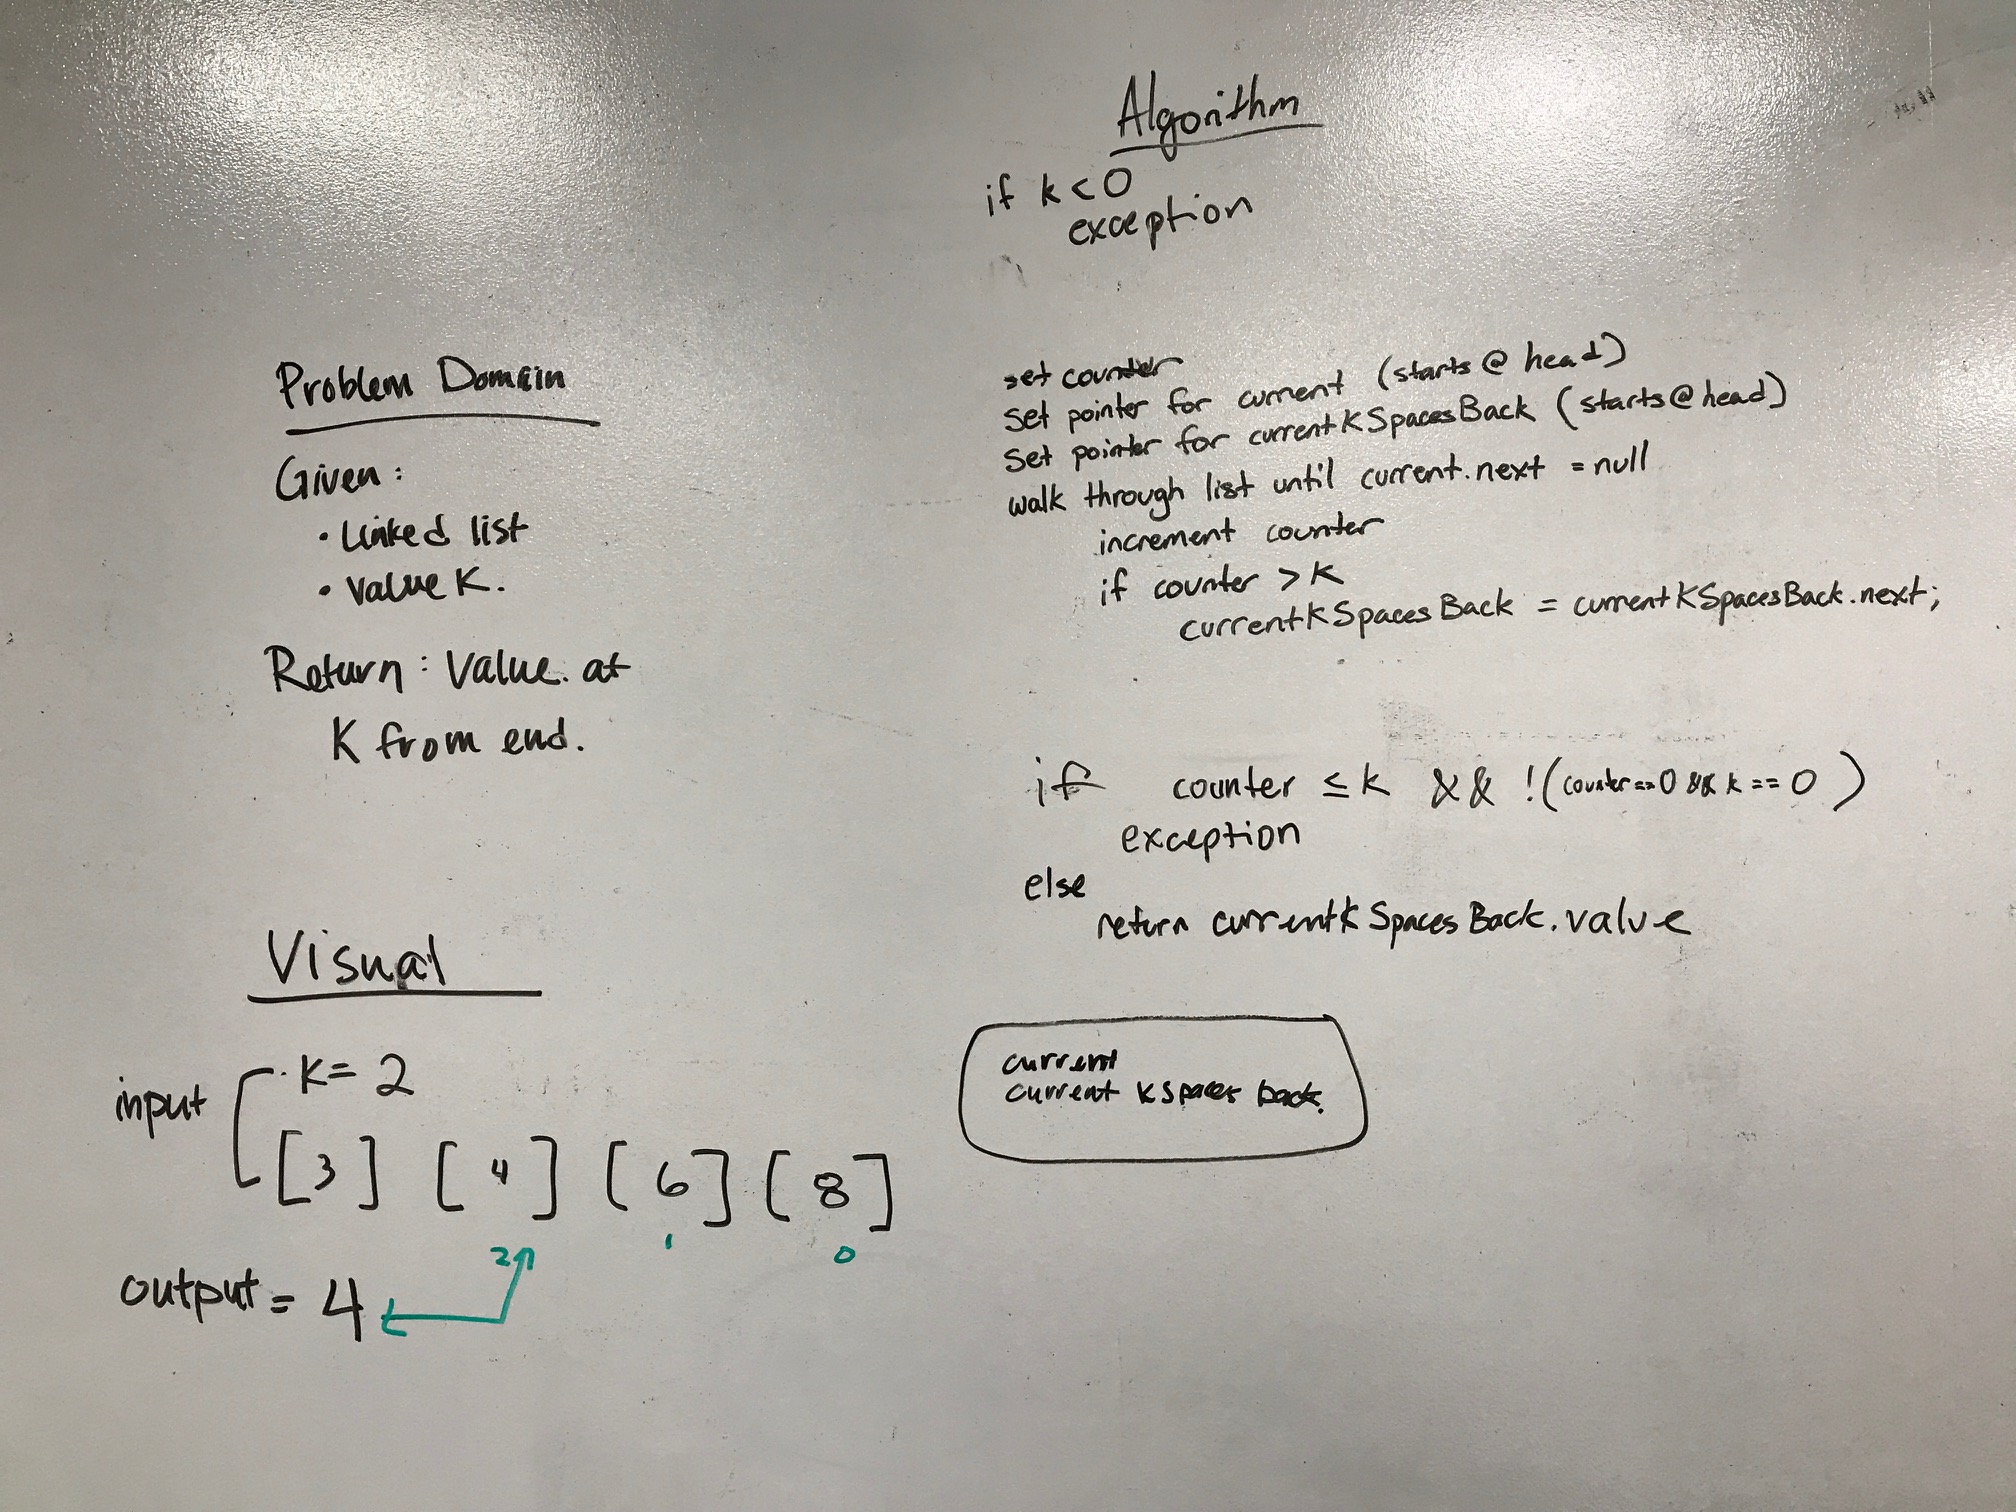 Problem Domain
Given:
• Linked list
• Value K.
Return: Value at
K from end.
Visual
input
K= 2
[3] [4] [6] [8]
2 1 0
output = 4
Algorithm
if k < 0
exception
set counter
set pointer for current (starts @ head)
set pointer for currentKSpacesBack (starts @ head)
walk through list until current.next = null
increment counter
if counter > K
currentKSpacesBack = currentKSpacesBack.next;
if counter ≤ k && !(counter==0 && k == 0)
exception
else
return currentKSpacesBack.value
current
current K Spaces back.